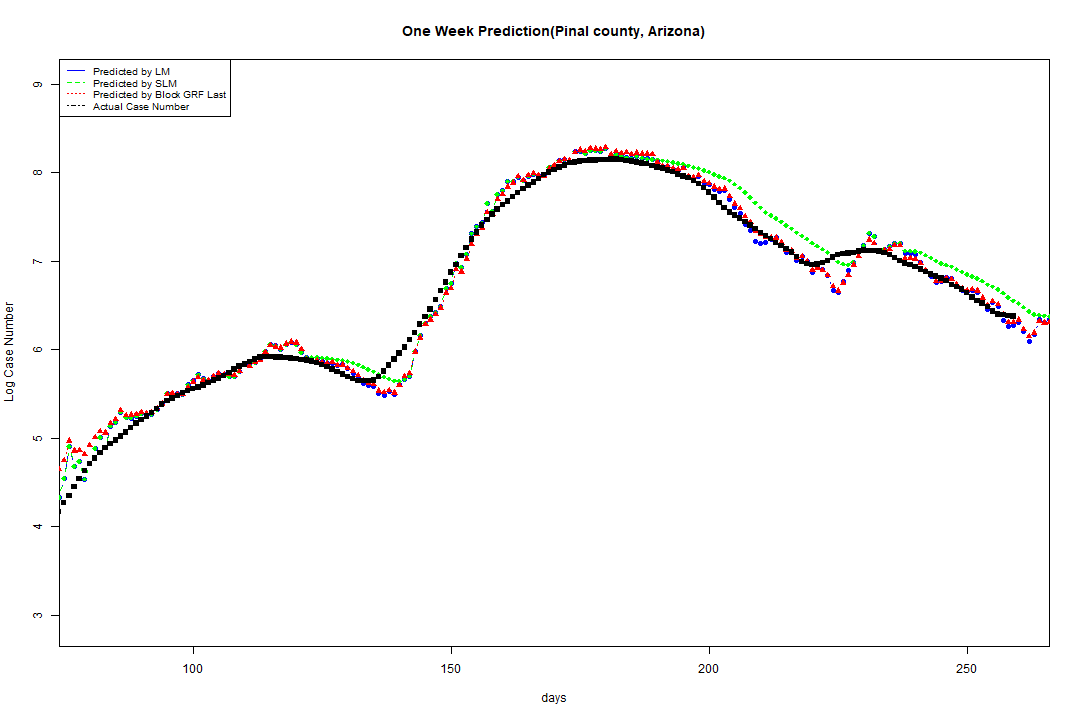 One Week Prediction(Pinal county, Arizona)
Predicted by LM
Predicted by SLM
Predicted by Block GRF Last
Actual Case Number
9
8
7
6
5
4
3
Log Case Number
100 150 200 250
days